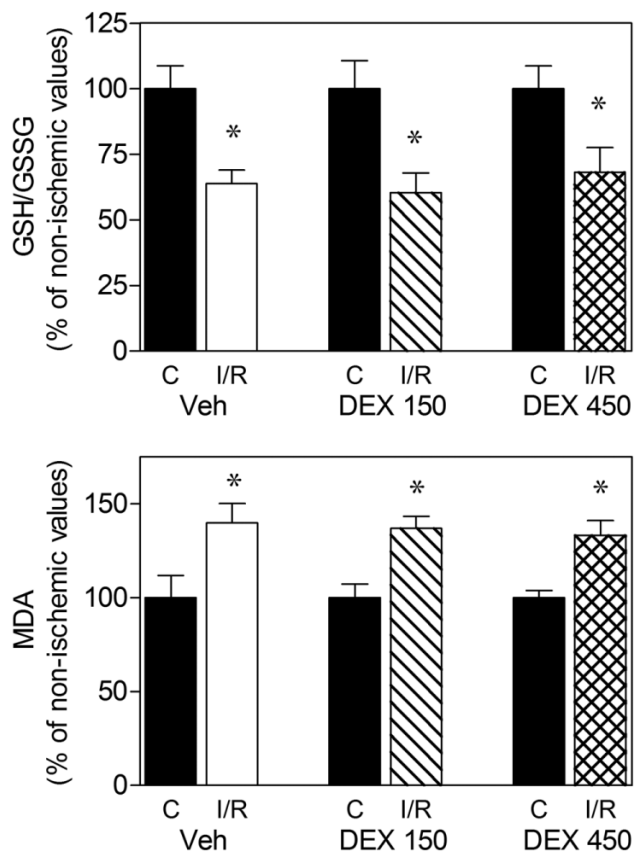 GSH/GSSG
(% of non-ischemic values)
125
100
75
50
25
0
* * *
C I/R C I/R C I/R
Veh DEX 150 DEX 450
MDA
(% of non-ischemic values)
150
100
50
0
* * *
C I/R C I/R C I/R
Veh DEX 150 DEX 450